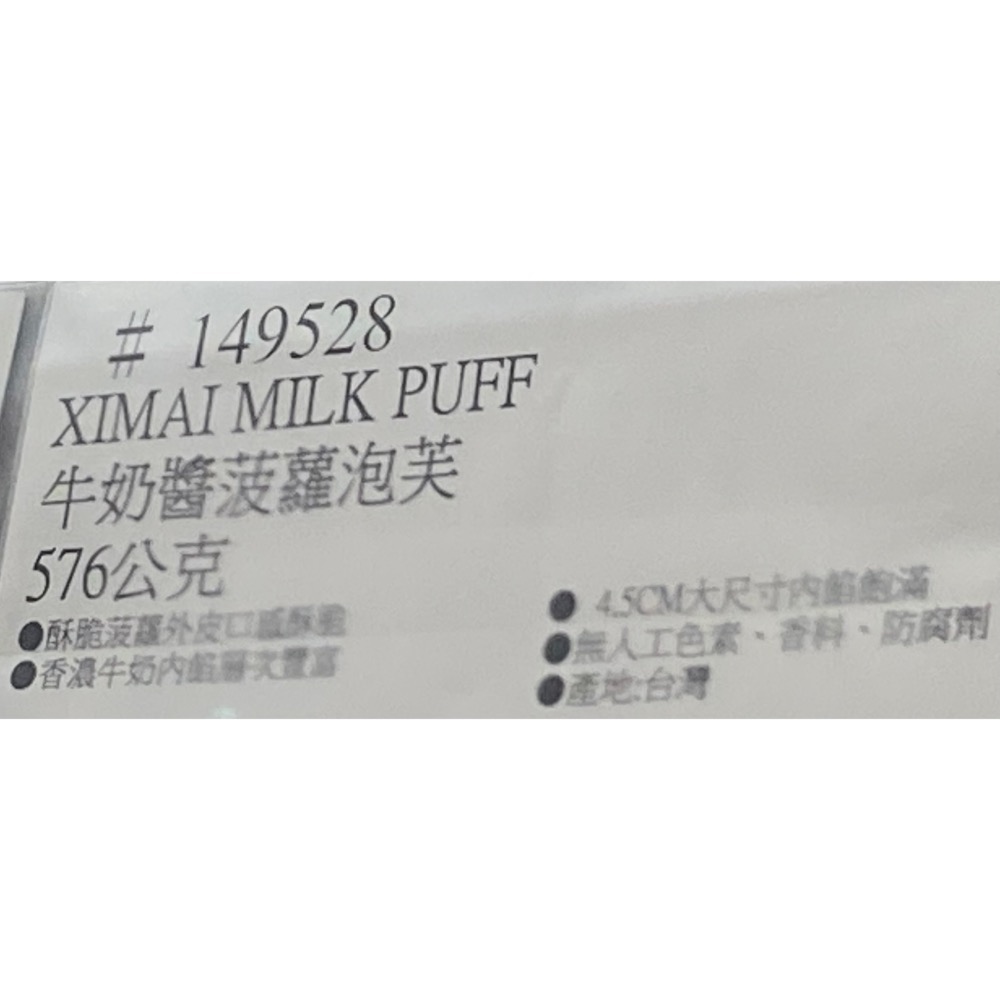 # 149528
XIMAI MILK PUFF
牛奶醬菠蘿泡芙
576公克
●酥脆菠蘿外皮口感酥脆
●香濃牛奶內餡層次豐富
● 4.5CM大尺寸內餡飽滿
●無人工色素、香料、防腐劑
●產地:台灣